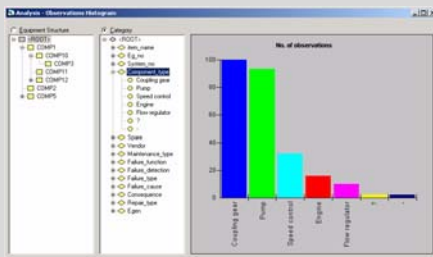 Analysis - Observations Histogram
Equipment Structure
Category
<ROOT>
COMP1
COMP10
COMP3
COMP11
COMP12
COMP2
COMP5
<ROOT>
item_name
Eg_no
System_no
Component_type
Coupling gear
Pump
Speed control
Engine
Flow regulator
?
-
Spare
Vendor
Maintenance_type
Failure_function
Failure_detection
Failure_type
Failure_cause
Consequence
Repair_type
Egen
No. of observations
100
80
60
40
20
0
Coupling gear
Pump
Speed control
Engine
Flow regulator
?
-